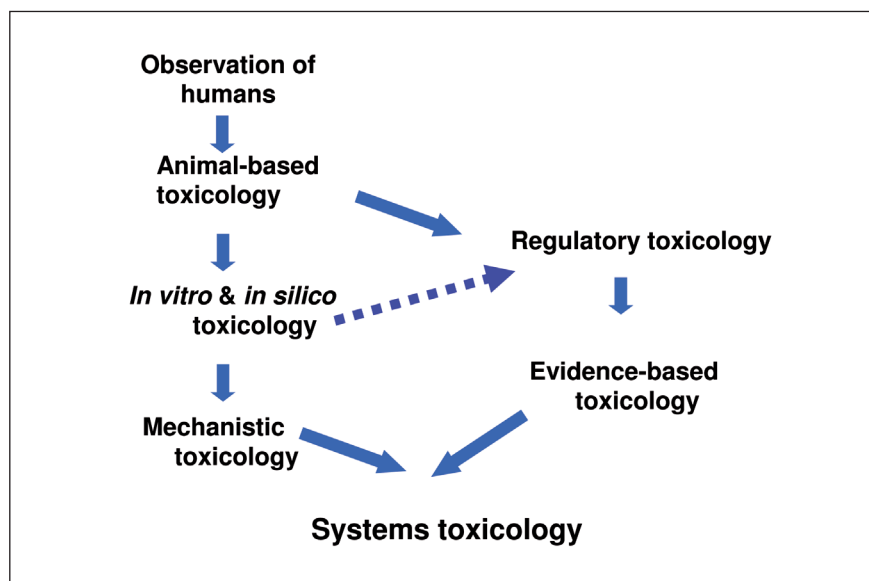 Observation of
humans
Animal-based
toxicology
Regulatory toxicology
In vitro & in silico
toxicology
Evidence-based
toxicology
Mechanistic
toxicology
Systems toxicology